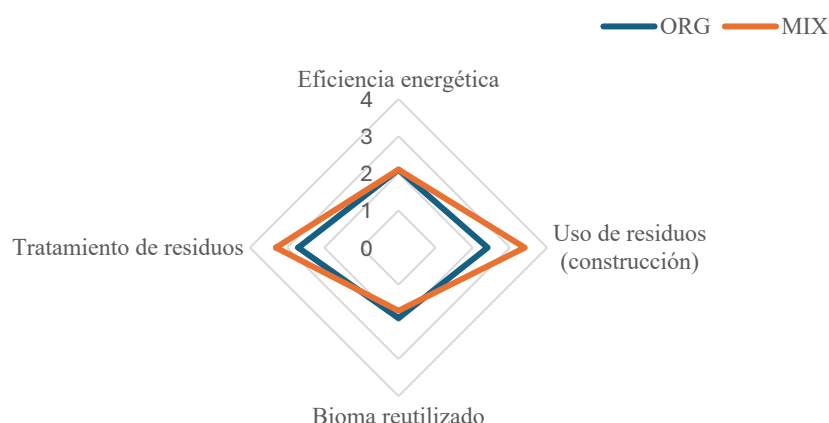 ORG MIX
Eficiencia energética
4
3
2
1
0
Tratamiento de residuos
Uso de residuos
(construcción)
Bioma reutilizado